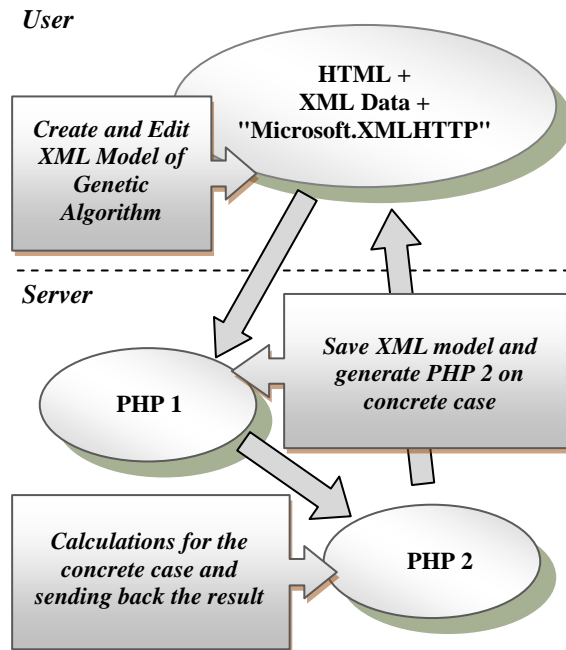 User
HTML +
XML Data +
"Microsoft.XMLHTTP"
Create and Edit
XML Model of
Genetic
Algorithm
Server
Save XML model and
generate PHP 2 on
concrete case
PHP 1
Calculations for the
concrete case and
sending back the result
PHP 2